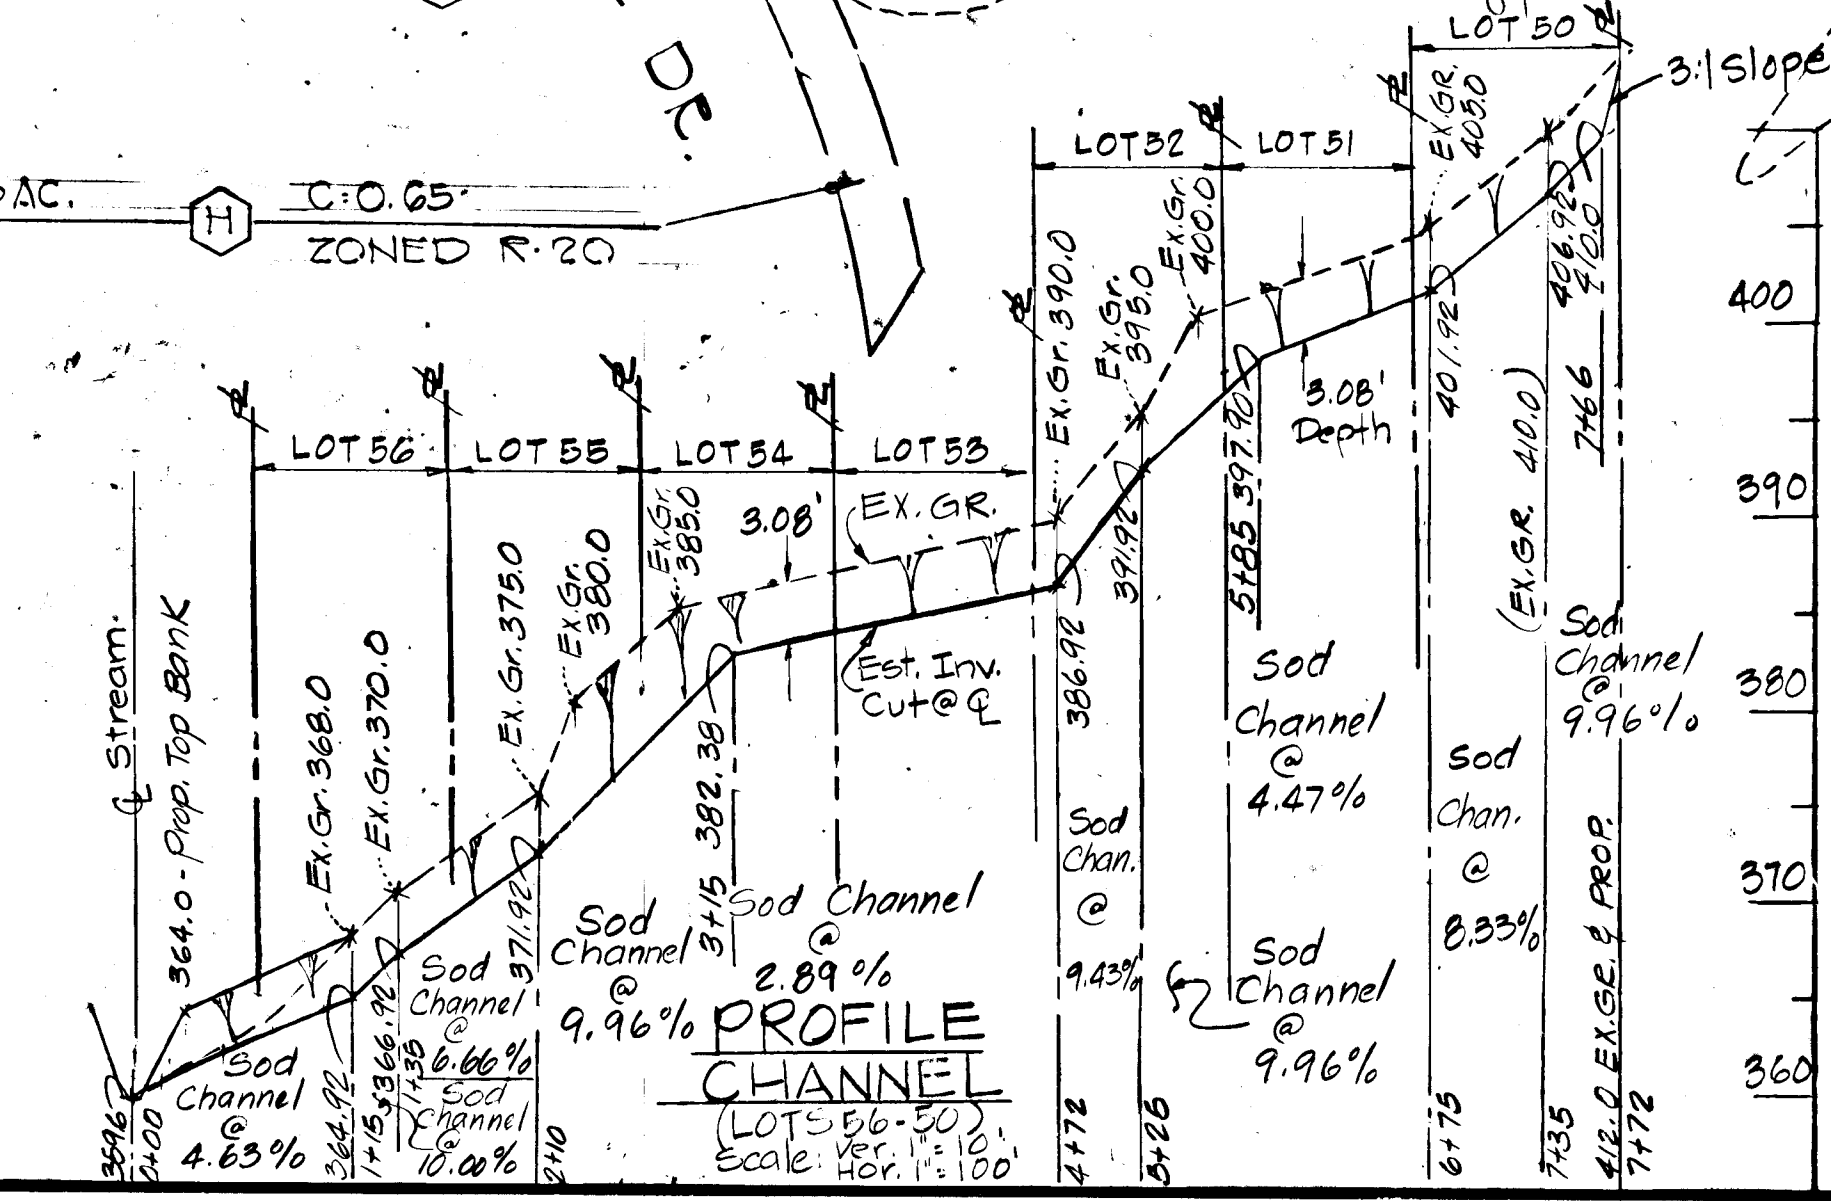 DR.
AC.
H
C:0.65
ZONED R-20
LOT 56
LOT 55
LOT 54
LOT 53
LOT 52
LOT 51
LOT 50
3:1 Slope
℄ Stream.
364.0 - Prop. Top Bank
Ex.Gr. 368.0
Ex.Gr. 370.0
Ex.Gr. 375.0
Ex.Gr.
380.0
Ex.Gr.
385.0
3.08'
EX.GR.
Est. Inv.
Cut @ ℄
Ex.Gr. 390.0
Ex.Gr.
395.0
Ex.Gr.
400.0
3.08'
Depth
EX.GR.
405.0
(EX.GR. 410.0)
406.92
410.0
7+66
412.0 EX.GR. & PROP.
7+72
359.6
0+00
364.92
1+15
366.92
1+35
371.92
2+10
3+15 382.38
386.92
4+72
391.92
5+26
5+85 397.90
401.92
6+75
7+35
Sod
Channel
@
4.63%
Sod
Channel
@
6.66%
Sod
Channel
@
10.00%
Sod
Channel
@
9.96%
Sod Channel
@
2.89%
Sod
Chan.
@
9.43%
Sod
Channel
@
4.47%
Sod
Channel
@
9.96%
Sod
Chan.
@
8.33%
Sod
Channel
@
9.96%
PROFILE
CHANNEL
(LOTS 56-50)
Scale: Ver. 1"=10'
Hor. 1"=100'
400
390
380
370
360